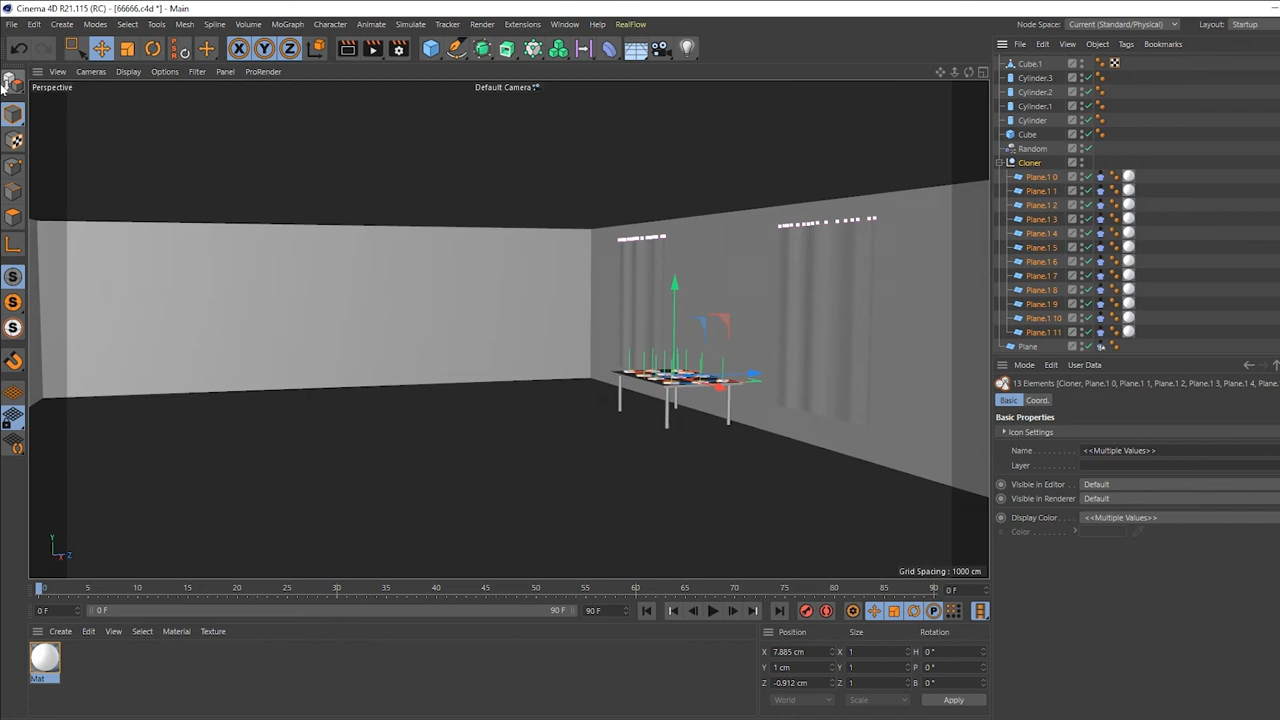 Cinema 4D R21.115 (RC) - [66666.c4d *] - Main
File Edit Create Modes Select Tools Mesh Spline Volume MoGraph Character Animate Simulate Tracker Render Extensions Window Help RealFlow Node Space: Current (Standard/Physical) Layout: Startup
X Y Z
PSR
View Cameras Display Options Filter Panel ProRender
File Edit View Object Tags Bookmarks
Perspective
Default Camera
Cube.1
Cylinder.3
Cylinder.2
Cylinder.1
Cylinder
Cube
Random
Cloner
Plane.1 0
Plane.1 1
Plane.1 2
Plane.1 3
Plane.1 4
Plane.1 5
Plane.1 6
Plane.1 7
Plane.1 8
Plane.1 9
Plane.1 10
Plane.1 11
Plane
S
S
S
Mode Edit User Data
13 Elements [Cloner, Plane.1 0, Plane.1 1, Plane.1 2, Plane.1 3, Plane.1 4, Plane.
Basic Coord.
Basic Properties
Icon Settings
Name <<Multiple Values>>
Layer
Visible in Editor Default
Visible in Renderer Default
Display Color <<Multiple Values>>
Color
Y
X Z
Grid Spacing : 1000 cm
0 5 10 15 20 25 30 35 40 45 50 55 60 65 70 75 80 85 90 0 F
0 F 0 F 90 F 90 F
P
Create Edit View Select Material Texture
Mat
Position Size Rotation
X 7.885 cm X 1 H 0 °
Y 1 cm Y 1 P 0 °
Z -0.912 cm Z 1 B 0 °
World Scale Apply